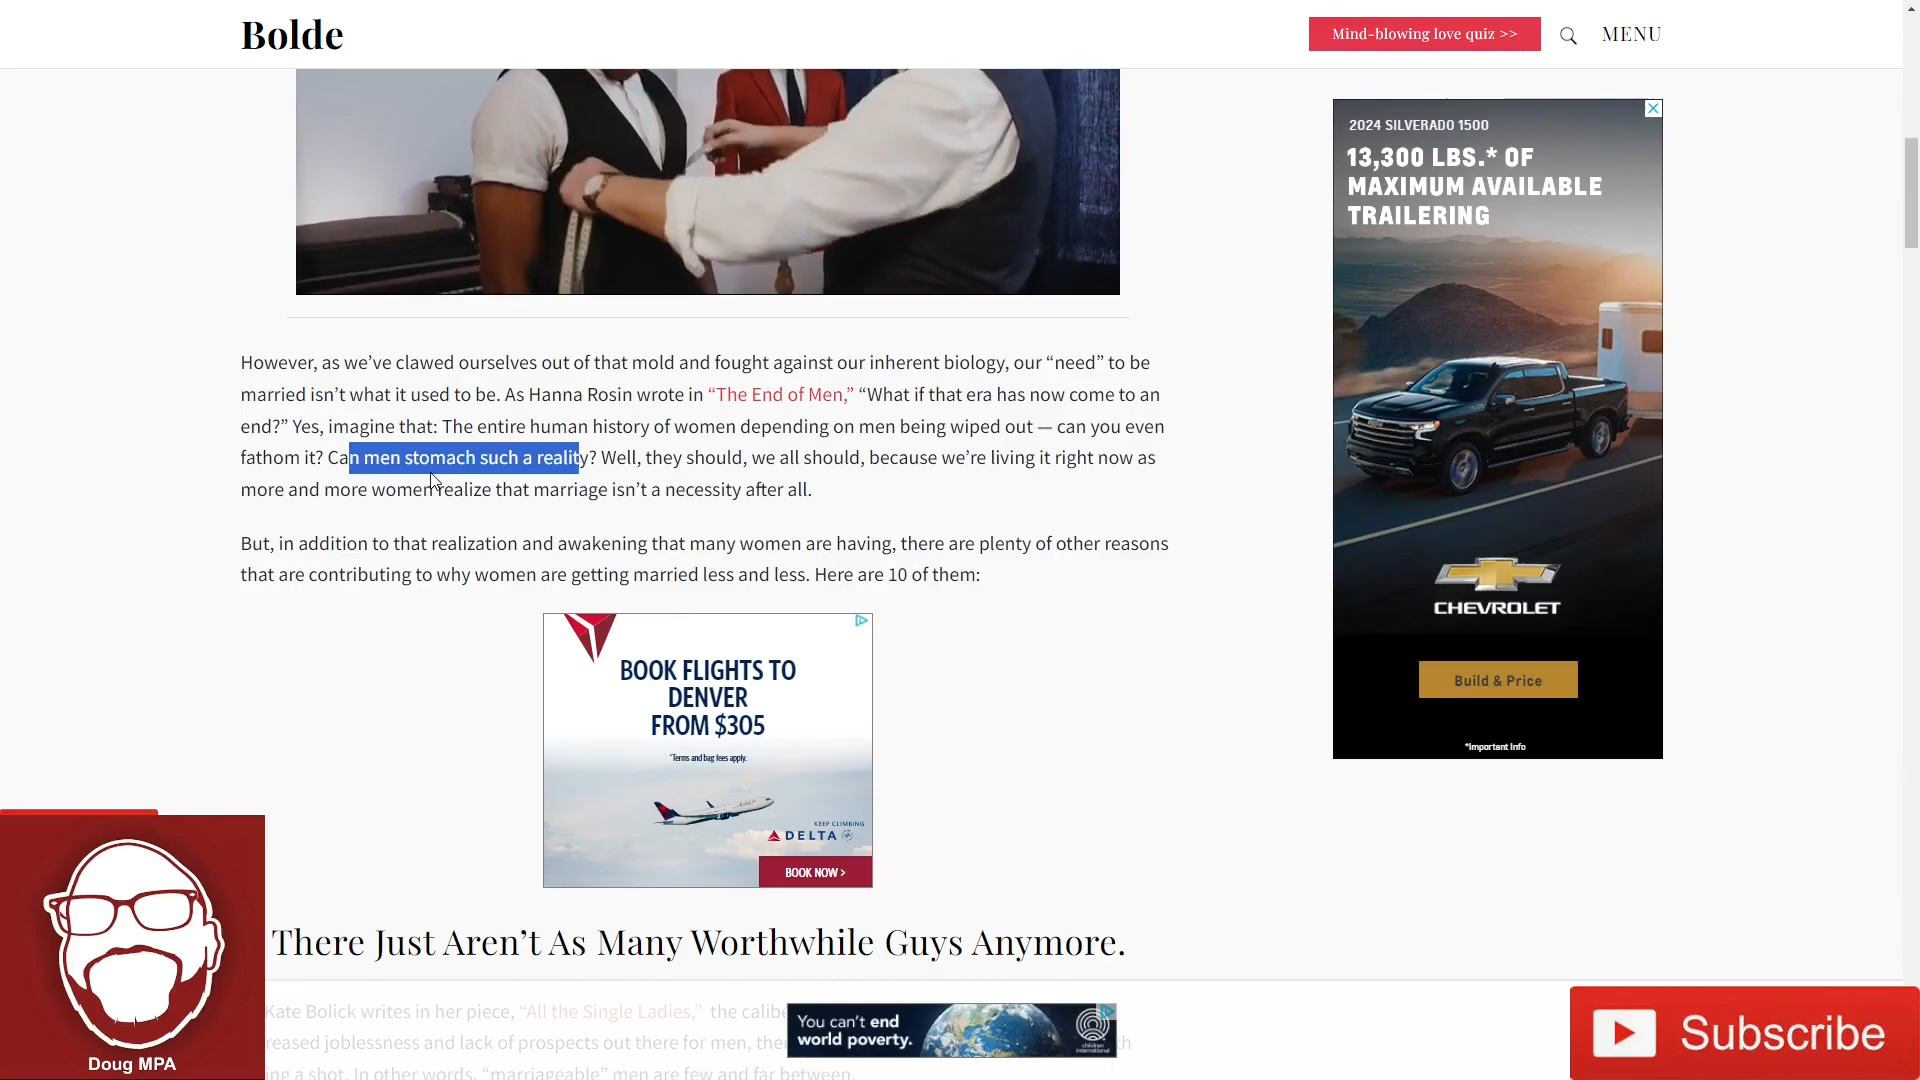 Bolde
Mind-blowing love quiz >>
MENU
2024 SILVERADO 1500
13,300 LBS.* OF
MAXIMUM AVAILABLE
TRAILERING
However, as we’ve clawed ourselves out of that mold and fought against our inherent biology, our “need” to be
married isn’t what it used to be. As Hanna Rosin wrote in “The End of Men,” “What if that era has now come to an
end?” Yes, imagine that: The entire human history of women depending on men being wiped out — can you even
fathom it? Can men stomach such a reality? Well, they should, we all should, because we’re living it right now as
more and more women realize that marriage isn’t a necessity after all.
But, in addition to that realization and awakening that many women are having, there are plenty of other reasons
that are contributing to why women are getting married less and less. Here are 10 of them:
CHEVROLET
Build & Price
*Important Info
BOOK FLIGHTS TO
DENVER
FROM $305
*Terms and bag fees apply.
KEEP CLIMBING
DELTA
BOOK NOW >
There Just Aren’t As Many Worthwhile Guys Anymore.
Kate Bolick writes in her piece, “All the Single Ladies,” the calibe
reased joblessness and lack of prospects out there for men, the
ng a shot. In other words, “marriageable” men are few and far between.
You can’t end
world poverty.
children
international
Doug MPA
Subscribe